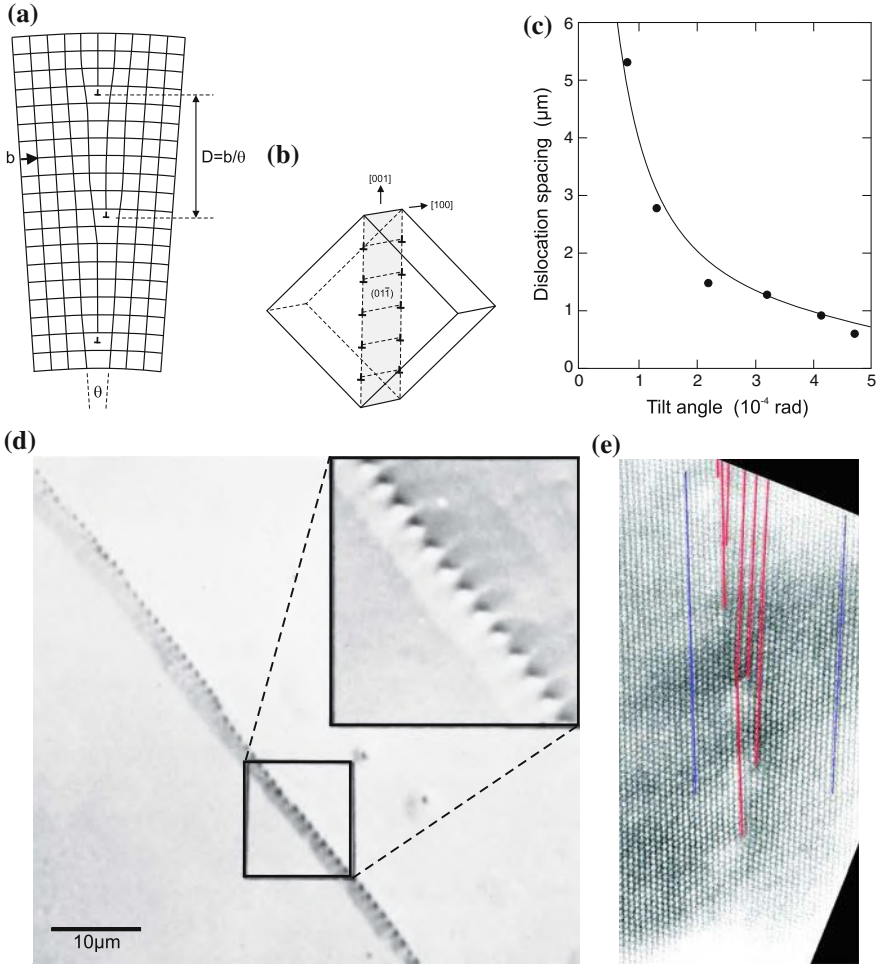 (a)
b
D=b/θ
θ
(b)
[001]
[100]
(011̄)
(c)
6
5
4
3
2
1
0
Dislocation spacing (μm)
0 1 2 3 4 5
Tilt angle (10⁻⁴ rad)
(d)
10μm
(e)